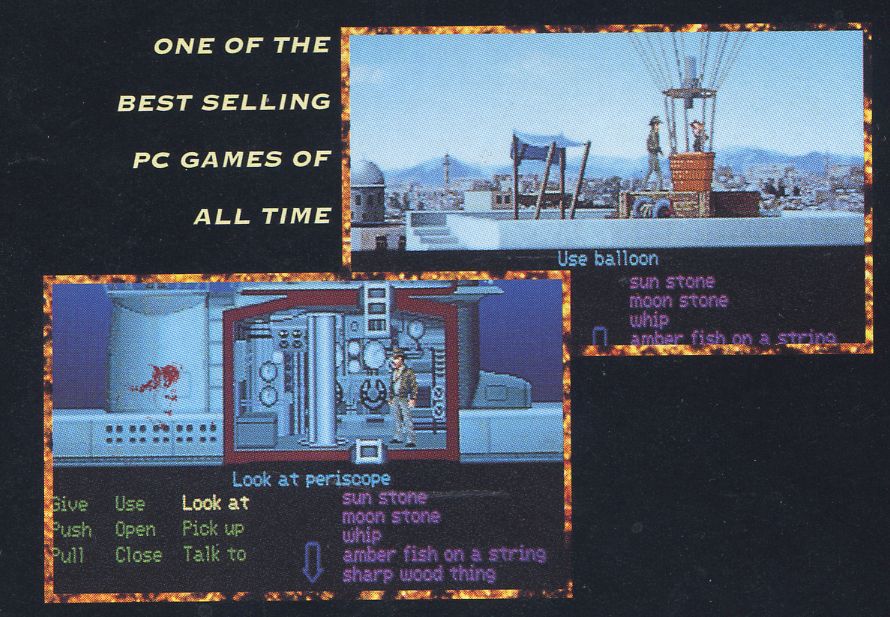 ONE OF THE
BEST SELLING
PC GAMES OF
ALL TIME
Use balloon
sun stone
moon stone
whip
amber fish on a string
Look at periscope
Give Use Look at
Push Open Pick up
Pull Close Talk to
sun stone
moon stone
whip
amber fish on a string
sharp wood thing